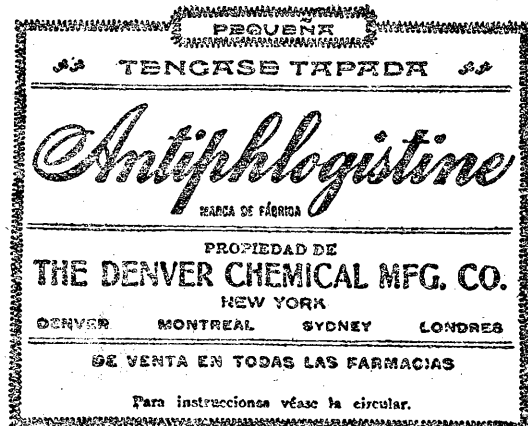 PEQUEÑA
TENGASE TAPADA
Antiphlogistine
MARCA DE FÁBRICA
PROPIEDAD DE
THE DENVER CHEMICAL MFG. CO.
NEW YORK
DENVER MONTREAL SYDNEY LONDRES
DE VENTA EN TODAS LAS FARMACIAS
Para instrucciones véase la circular.